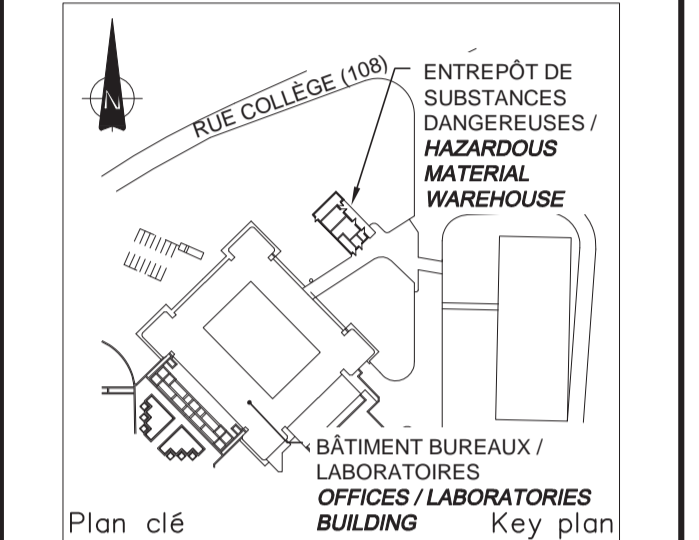 N
RUE COLLÈGE (108)
ENTREPÔT DE
SUBSTANCES
DANGEREUSES /
HAZARDOUS
MATERIAL
WAREHOUSE
BÂTIMENT BUREAUX /
LABORATOIRES
OFFICES / LABORATORIES
BUILDING
Plan clé
Key plan